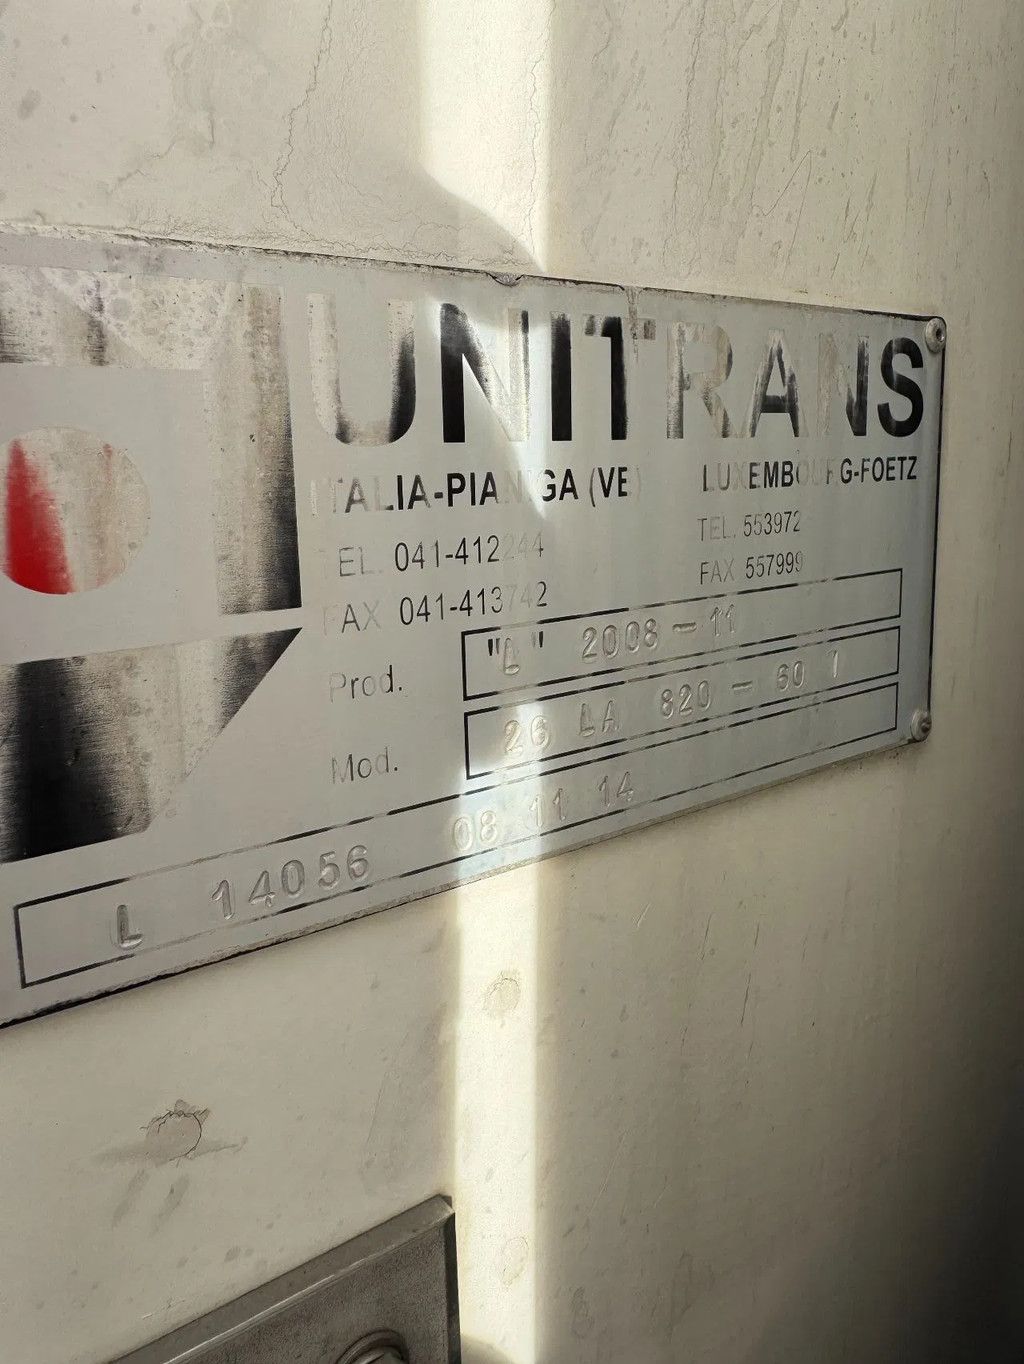 UNITRANS
ITALIA-PIANIGA (VE)
TEL. 041-412244
FAX 041-413742
LUXEMBOURG-FOETZ
TEL. 553972
FAX 557999
Prod. "L" 2008-11
Mod. 26 LA 820-60 T
L 14056 08 11 14